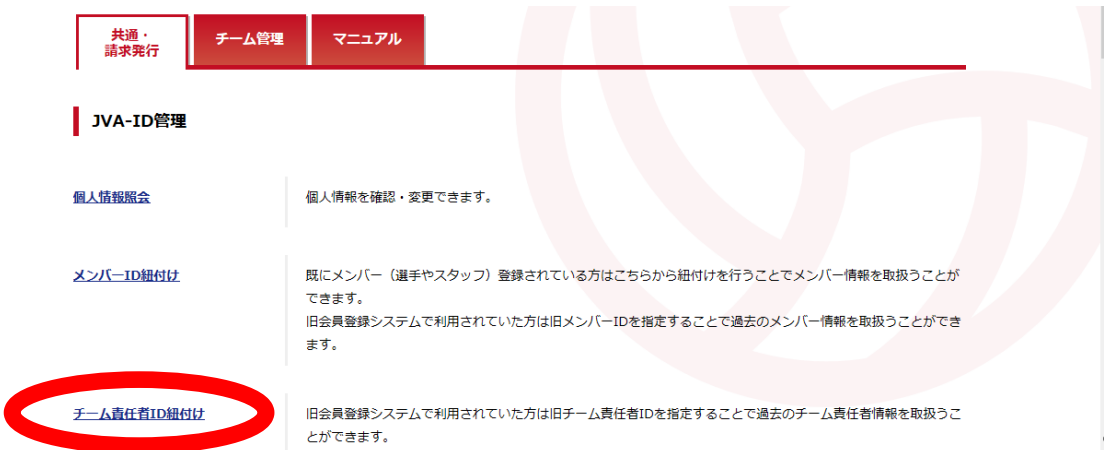 共通・
請求発行
チーム管理
マニュアル
JVA-ID管理
個人情報照会
個人情報を確認・変更できます。
メンバーID紐付け
既にメンバー（選手やスタッフ）登録されている方はこちらから紐付けを行うことでメンバー情報を取扱うことが
できます。
旧会員登録システムで利用されていた方は旧メンバーIDを指定することで過去のメンバー情報を取扱うことができ
ます。
チーム責任者ID紐付け
旧会員登録システムで利用されていた方は旧チーム責任者IDを指定することで過去のチーム責任者情報を取扱うこ
とができます。